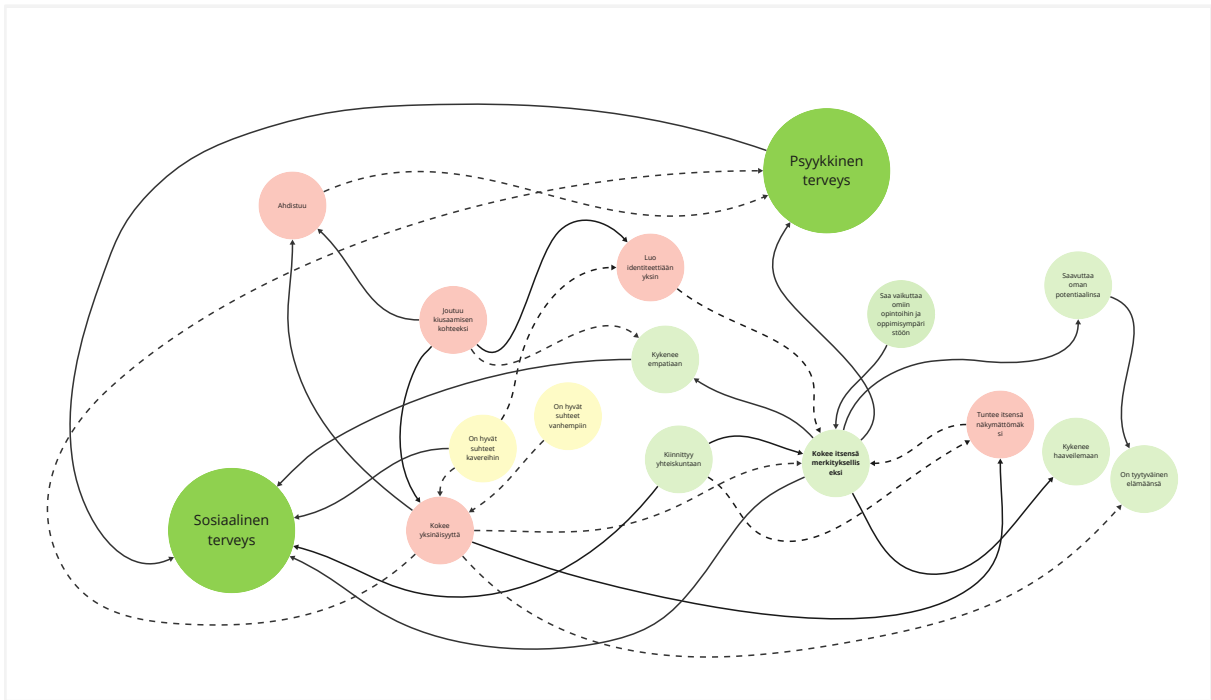 Psyykkinen
terveys
Ahdistuu
Luo
identiteettiään
yksin
Saavuttaa
oman
potentiaalinsa
Saa vaikuttaa
omiin
opintoihin ja
oppimisympäri
stöön
Joutuu
kiusaamisen
kohteeksi
Kykenee
empatiaan
On hyvät
suhteet
vanhempiin
Tuntee itsensä
näkymättömäk
si
On hyvät
suhteet
kavereihin
Kiinnittyy
yhteiskuntaan
Kokee itsensä
merkityksellis
eksi
Kykenee
haaveilemaan
On tyytyväinen
elämäänsä
Sosiaalinen
terveys
Kokee
yksinäisyyttä